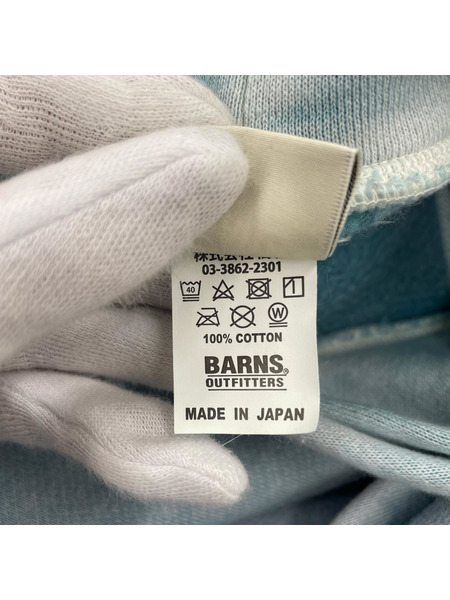 株式会社
03-3862-2301
40
W
100% COTTON
BARNS®
OUTFITTERS
MADE IN JAPAN